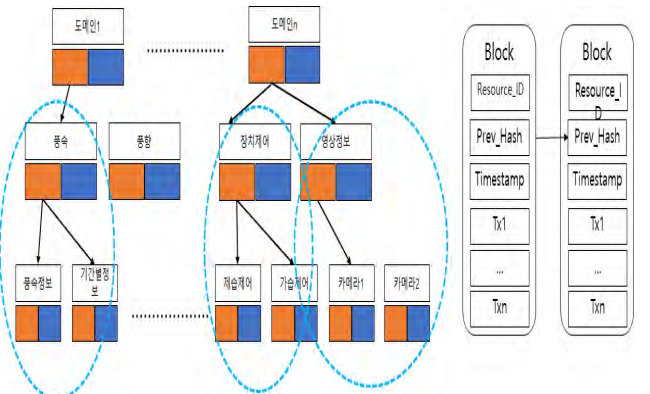 도메인1
도메인n
풍속
풍향
장치제어
영상정보
풍속정보
기간별정
보
제습제어
가습제어
카메라1
카메라2
Block
Resource_ID
Prev_Hash
Timestamp
Tx1
...
Txn
Block
Resource_I
D
Prev_Hash
Timestamp
Tx1
...
Txn